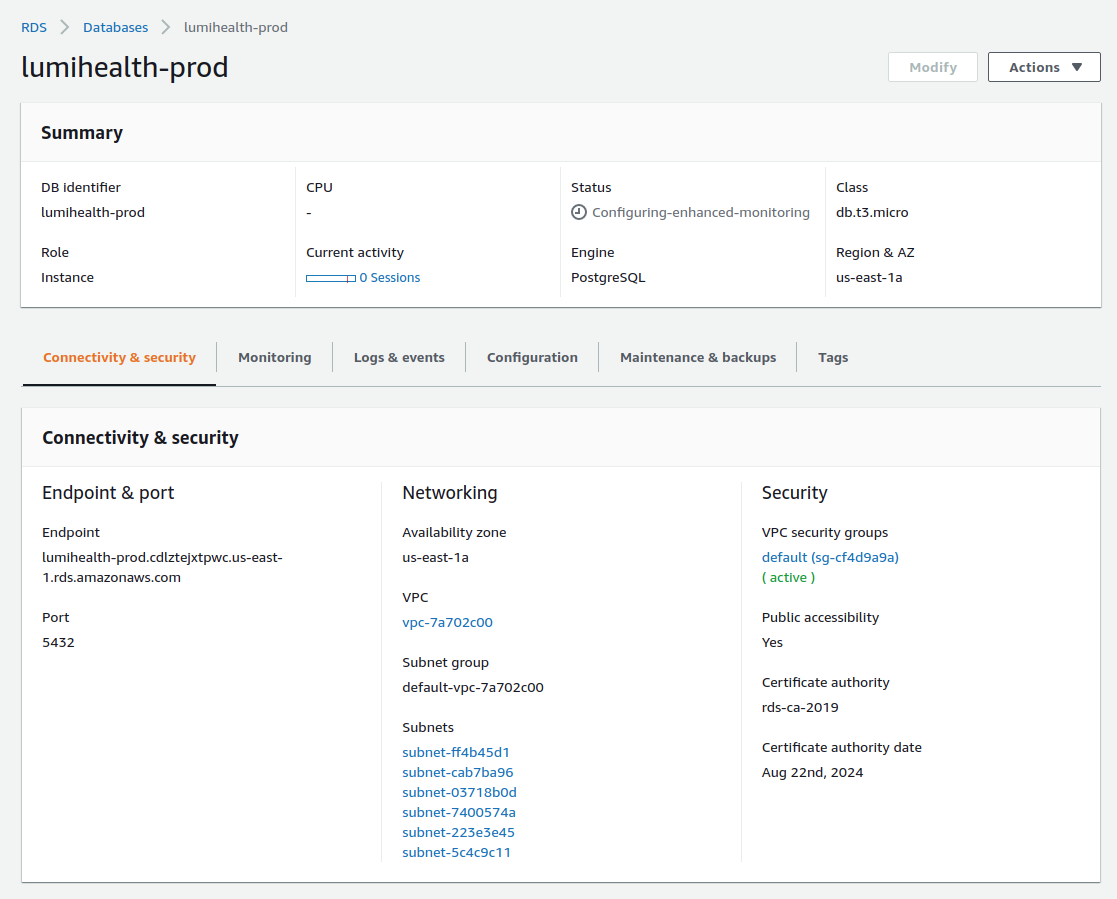 RDS > Databases > lumihealth-prod
lumihealth-prod
Modify
Actions
Summary
DB identifier
lumihealth-prod
CPU
-
Status
Configuring-enhanced-monitoring
Class
db.t3.micro
Role
Instance
Current activity
0 Sessions
Engine
PostgreSQL
Region & AZ
us-east-1a
Connectivity & security
Monitoring
Logs & events
Configuration
Maintenance & backups
Tags
Connectivity & security
Endpoint & port
Endpoint
lumihealth-prod.cdlztejxtpwc.us-east-
1.rds.amazonaws.com
Port
5432
Networking
Availability zone
us-east-1a
VPC
vpc-7a702c00
Subnet group
default-vpc-7a702c00
Subnets
subnet-ff4b45d1
subnet-cab7ba96
subnet-03718b0d
subnet-7400574a
subnet-223e3e45
subnet-5c4c9c11
Security
VPC security groups
default (sg-cf4d9a9a)
( active )
Public accessibility
Yes
Certificate authority
rds-ca-2019
Certificate authority date
Aug 22nd, 2024